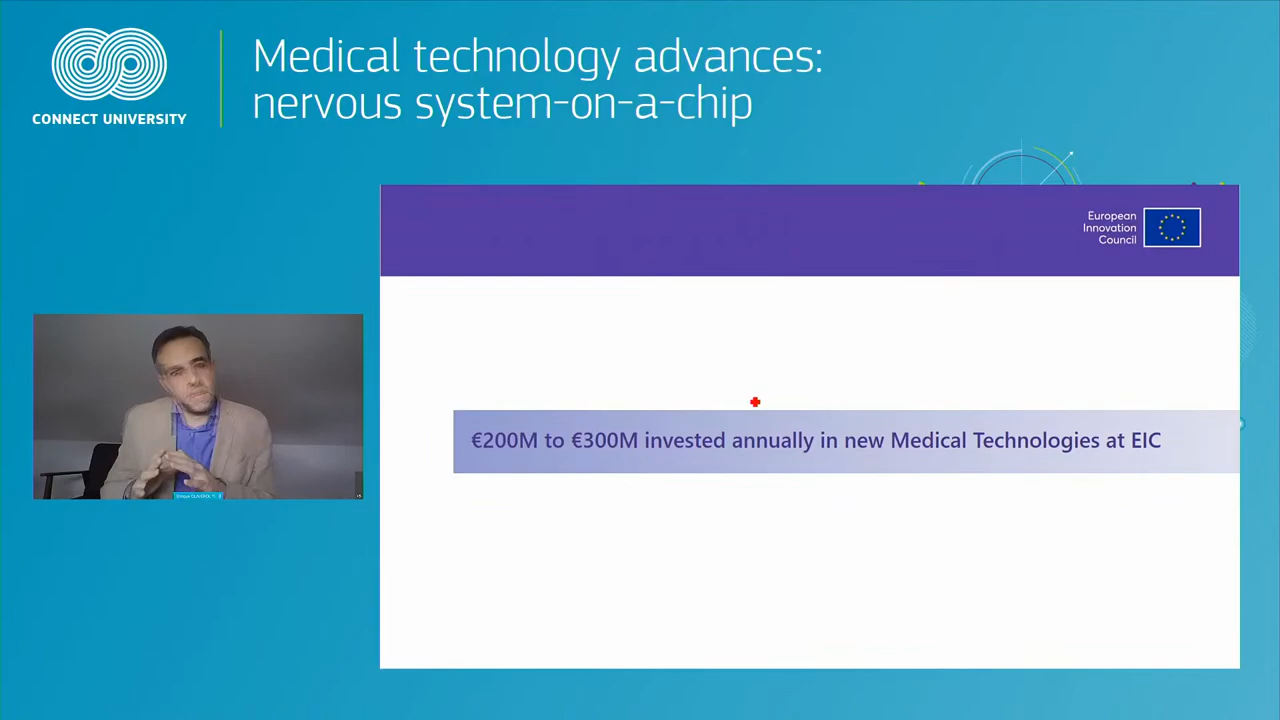 Medical technology advances:
nervous system-on-a-chip
CONNECT UNIVERSITY
European
Innovation
Council
€200M to €300M invested annually in new Medical Technologies at EIC